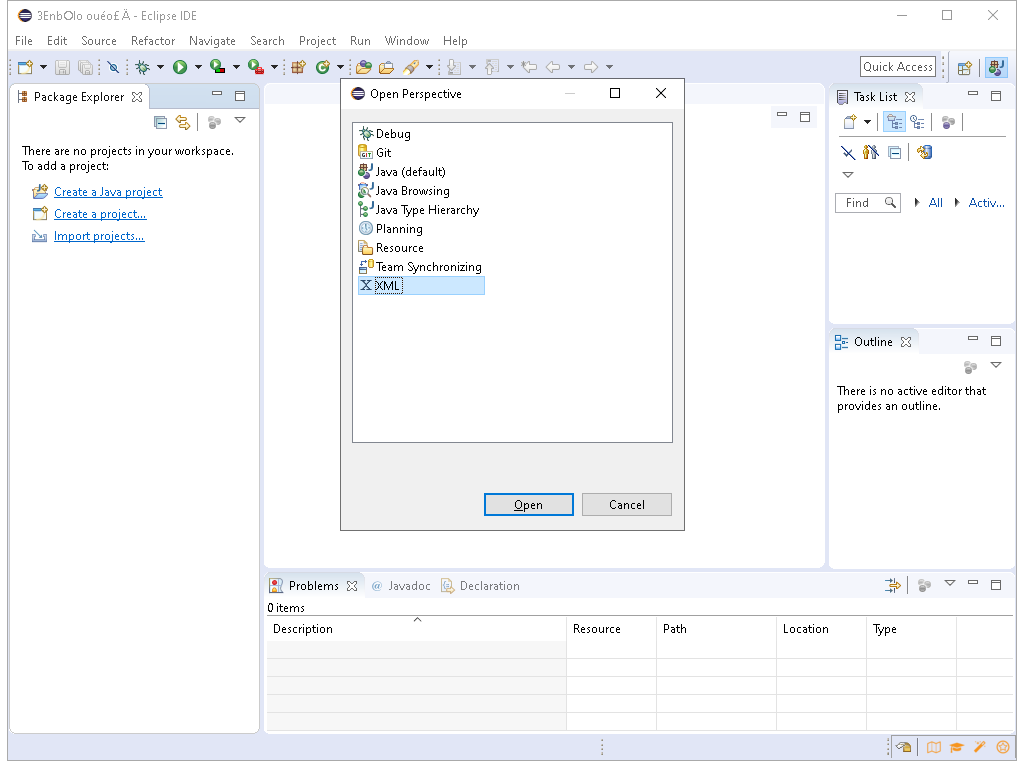 3EnbOlo ouéo£Ä - Eclipse IDE
File Edit Source Refactor Navigate Search Project Run Window Help
Quick Access
Package Explorer
There are no projects in your workspace.
To add a project:
Create a Java project
Create a project...
Import projects...
Open Perspective
Debug
GIT Git
Java (default)
Java Browsing
Java Type Hierarchy
Planning
Resource
Team Synchronizing
X XML
Open Cancel
Task List
Find All Activ...
Outline
There is no active editor that
provides an outline.
Problems @ Javadoc Declaration
0 items
Description Resource Path Location Type